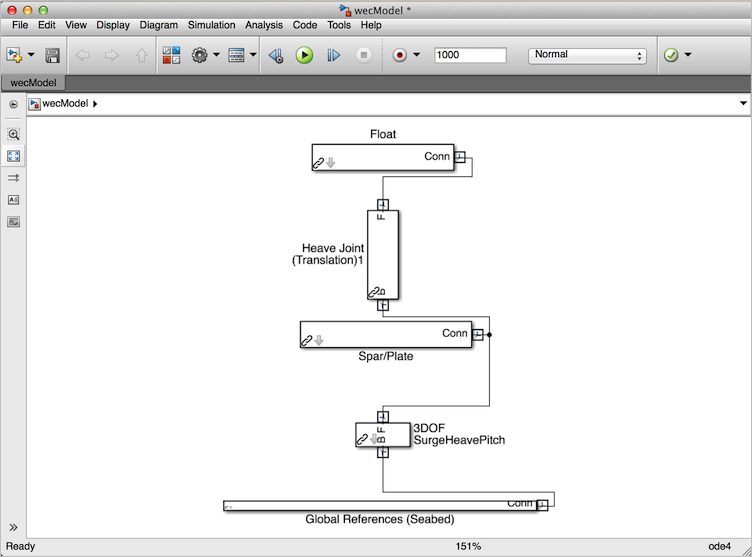 wecModel *
File Edit View Display Diagram Simulation Analysis Code Tools Help
1000 Normal
wecModel
wecModel
Float
Conn
F
Heave Joint
(Translation)1
B
Conn
Spar/Plate
F
B
3DOF
SurgeHeavePitch
Conn
Global References (Seabed)
Ready 151% ode4